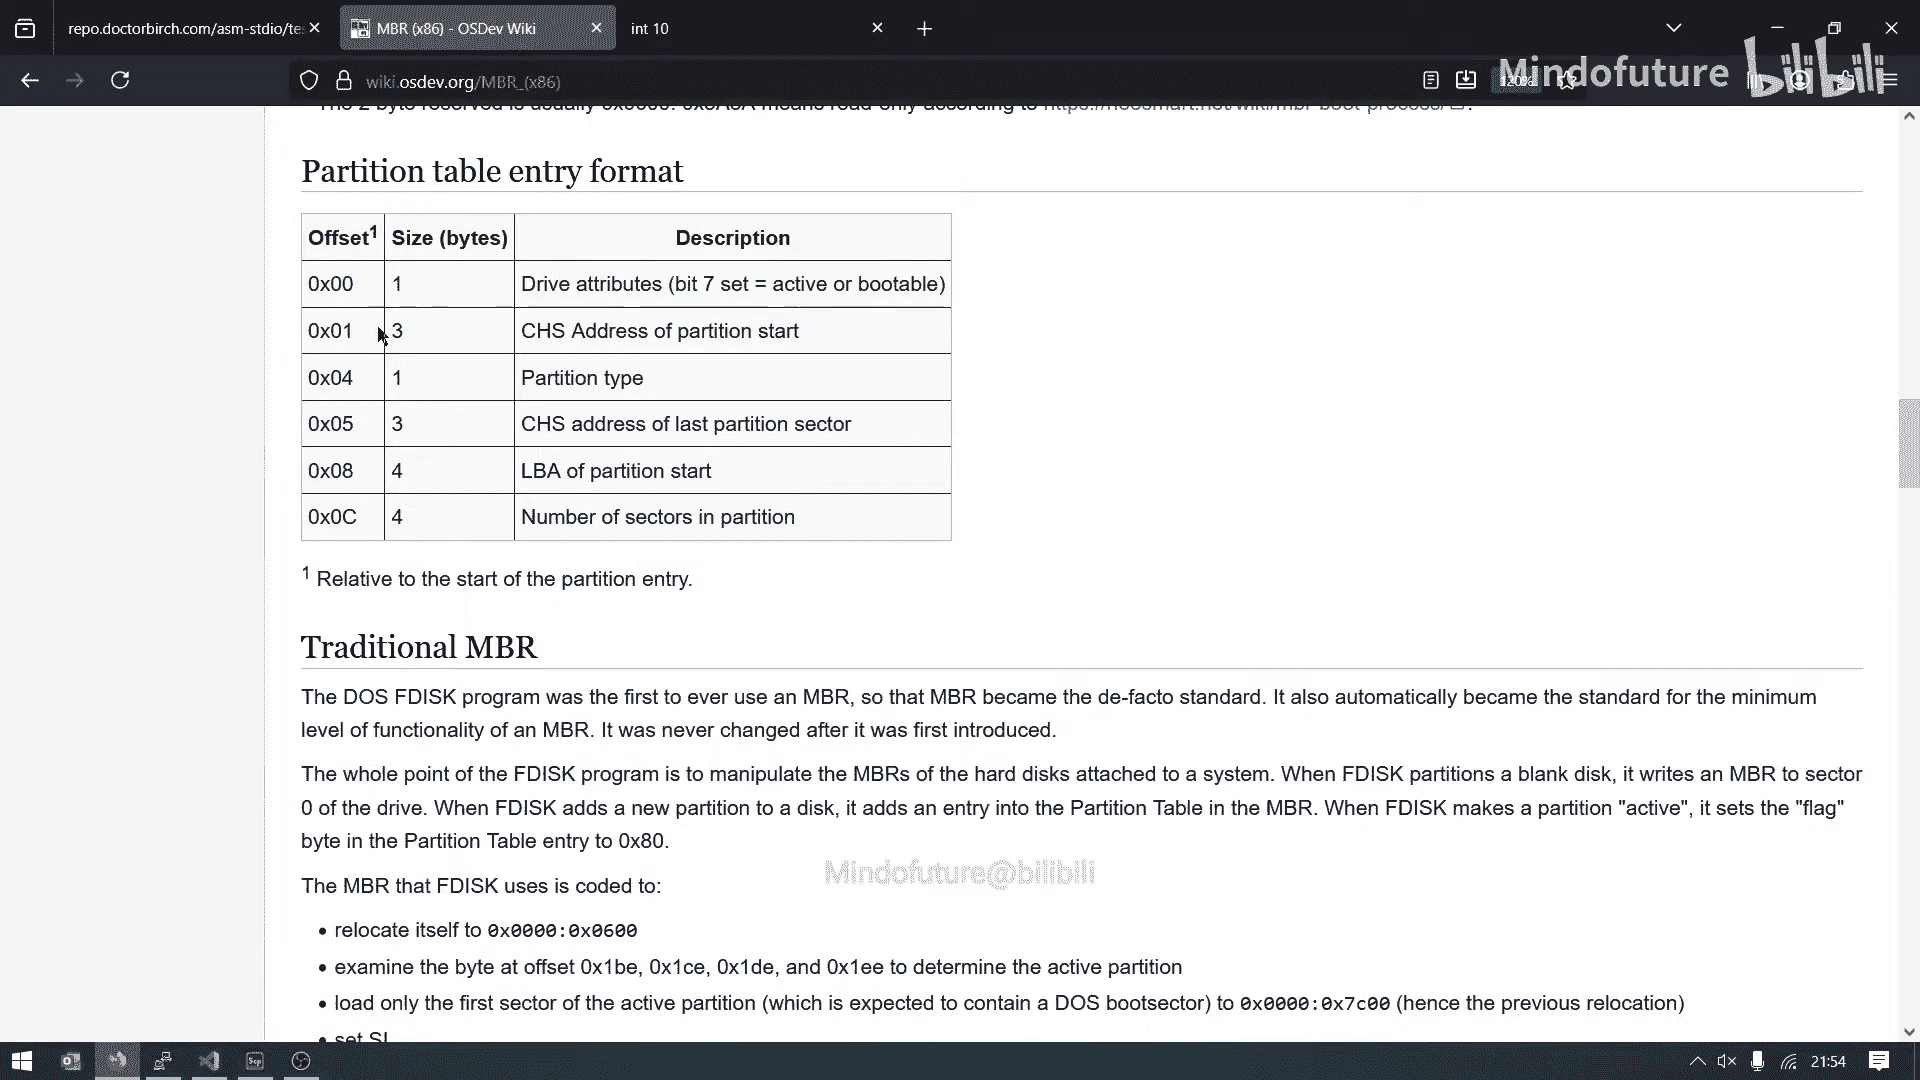 repo.doctorbirch.com/asm-stdio/te
MBR (x86) - OSDev Wiki
int 10
wiki.osdev.org/MBR_(x86)
120%
Mindofuture bilibili
Partition table entry format
Offset1 Size (bytes) Description
0x00 1 Drive attributes (bit 7 set = active or bootable)
0x01 3 CHS Address of partition start
0x04 1 Partition type
0x05 3 CHS address of last partition sector
0x08 4 LBA of partition start
0x0C 4 Number of sectors in partition
1 Relative to the start of the partition entry.
Traditional MBR
The DOS FDISK program was the first to ever use an MBR, so that MBR became the de-facto standard. It also automatically became the standard for the minimum
level of functionality of an MBR. It was never changed after it was first introduced.
The whole point of the FDISK program is to manipulate the MBRs of the hard disks attached to a system. When FDISK partitions a blank disk, it writes an MBR to sector
0 of the drive. When FDISK adds a new partition to a disk, it adds an entry into the Partition Table in the MBR. When FDISK makes a partition "active", it sets the "flag"
byte in the Partition Table entry to 0x80.
Mindofuture@bilibili
The MBR that FDISK uses is coded to:
• relocate itself to 0x0000:0x0600
• examine the byte at offset 0x1be, 0x1ce, 0x1de, and 0x1ee to determine the active partition
• load only the first sector of the active partition (which is expected to contain a DOS bootsector) to 0x0000:0x7c00 (hence the previous relocation)
• set SI
21:54